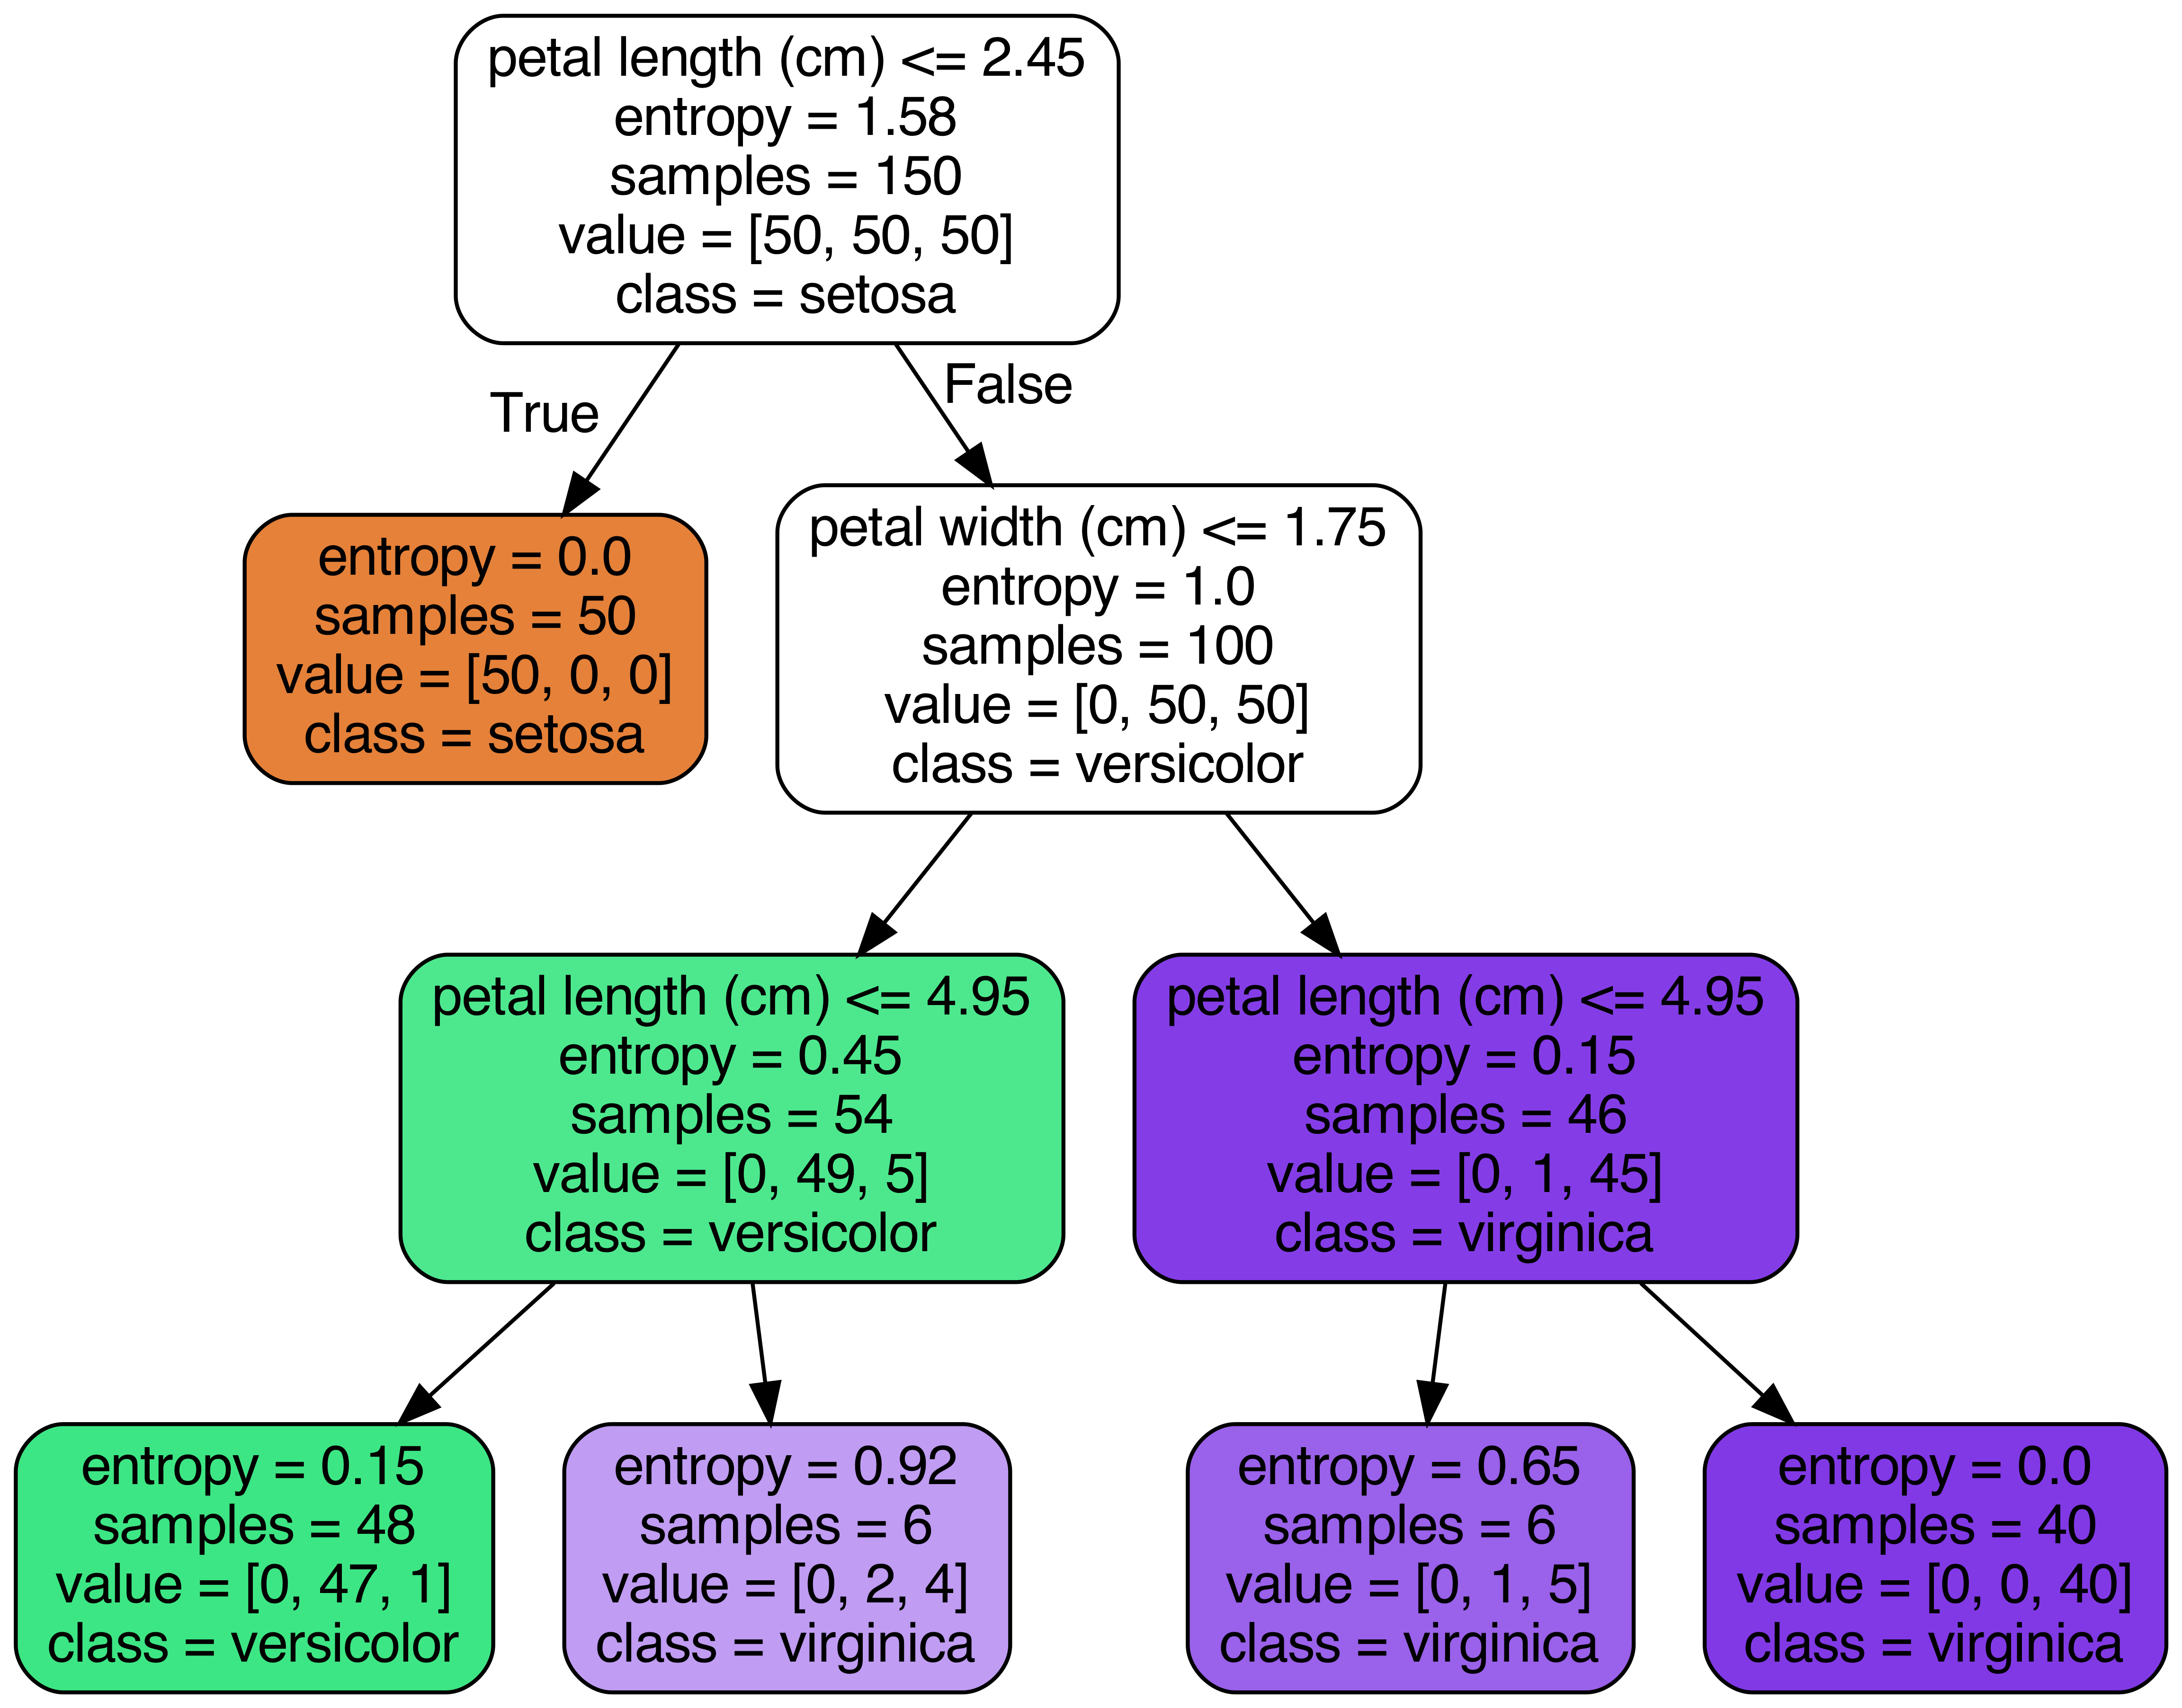 petal length (cm) <= 2.45
entropy = 1.58
samples = 150
value = [50, 50, 50]
class = setosa
True
False
entropy = 0.0
samples = 50
value = [50, 0, 0]
class = setosa
petal width (cm) <= 1.75
entropy = 1.0
samples = 100
value = [0, 50, 50]
class = versicolor
petal length (cm) <= 4.95
entropy = 0.45
samples = 54
value = [0, 49, 5]
class = versicolor
petal length (cm) <= 4.95
entropy = 0.15
samples = 46
value = [0, 1, 45]
class = virginica
entropy = 0.15
samples = 48
value = [0, 47, 1]
class = versicolor
entropy = 0.92
samples = 6
value = [0, 2, 4]
class = virginica
entropy = 0.65
samples = 6
value = [0, 1, 5]
class = virginica
entropy = 0.0
samples = 40
value = [0, 0, 40]
class = virginica